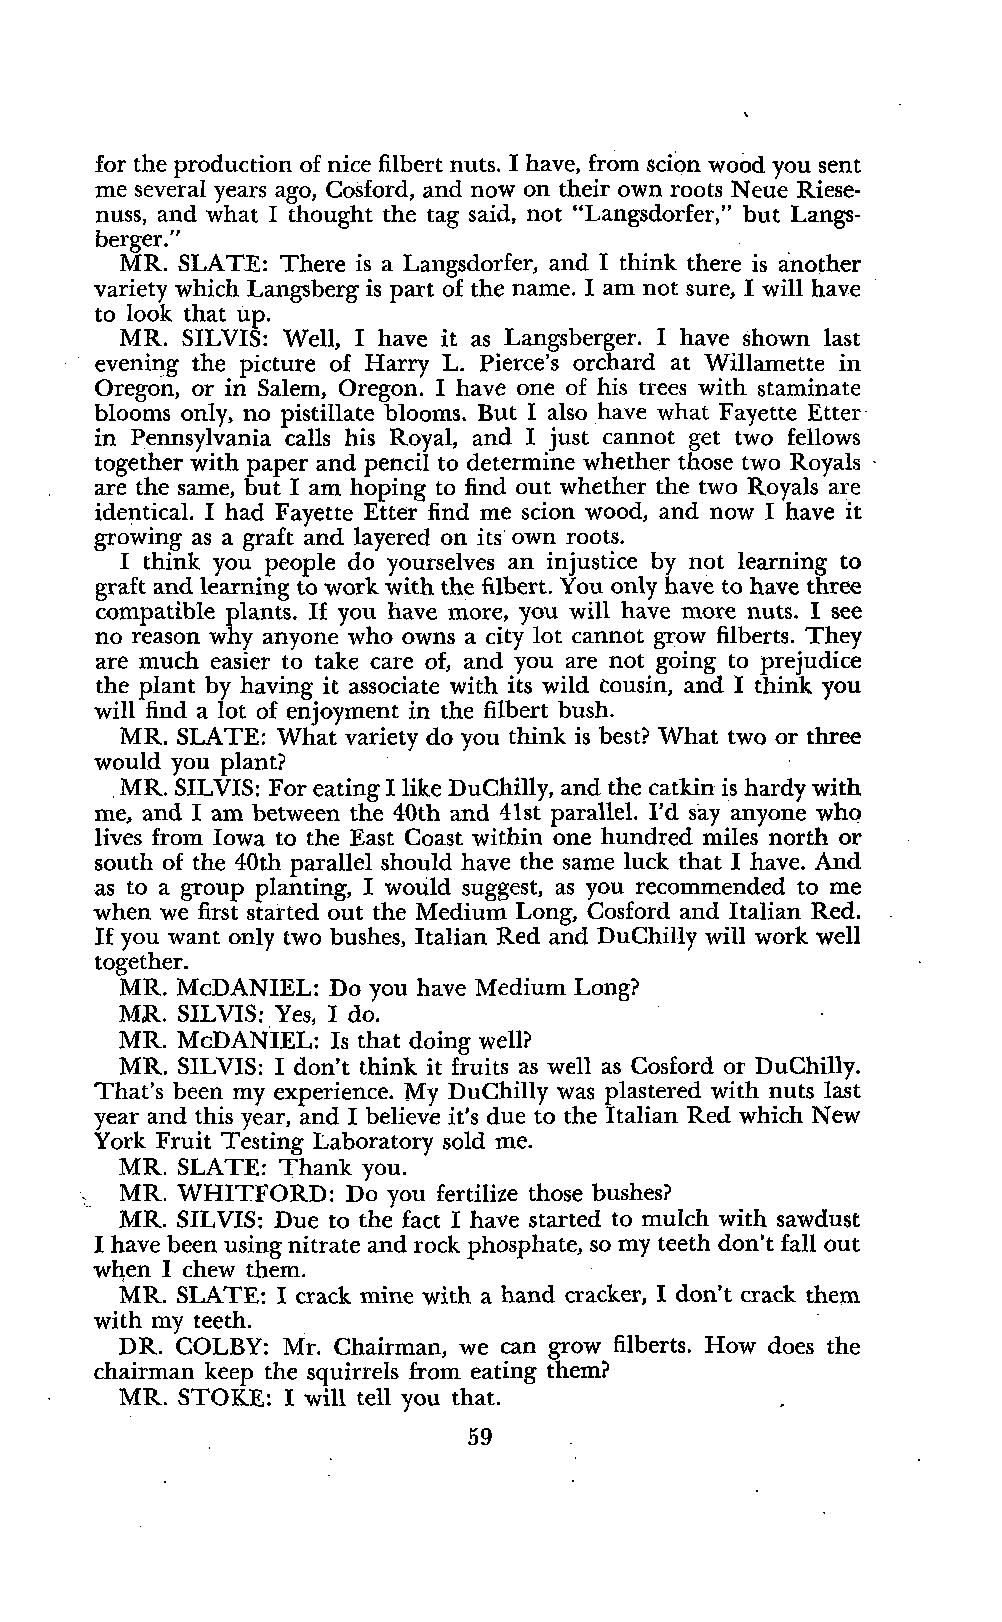 for the production of nice filbert nuts. I have, from scion wood you sent
me several years ago, Cosford, and now on their own roots Neue Riese-
nuss, and what I thought the tag said, not "Langsdorfer," but Langs-
berger."
MR. SLATE: There is a Langsdorfer, and I think there is another
variety which Langsberg is part of the name. I am not sure, I will have
to look that up.
MR. SILVIS: Well, I have it as Langsberger. I have shown last
evening the picture of Harry L. Pierce's orchard at Willamette in
Oregon, or in Salem, Oregon. I have one of his trees with staminate
blooms only, no pistillate blooms. But I also have what Fayette Etter
in Pennsylvania calls his Royal, and I just cannot get two fellows
together with paper and pencil to determine whether those two Royals
are the same, but I am hoping to find out whether the two Royals are
identical. I had Fayette Etter find me scion wood, and now I have it
growing as a graft and layered on its own roots.
I think you people do yourselves an injustice by not learning to
graft and learning to work with the filbert. You only have to have three
compatible plants. If you have more, you will have more nuts. I see
no reason why anyone who owns a city lot cannot grow filberts. They
are much easier to take care of, and you are not going to prejudice
the plant by having it associate with its wild cousin, and I think you
will find a lot of enjoyment in the filbert bush.
MR. SLATE: What variety do you think is best? What two or three
would you plant?
MR. SILVIS: For eating I like DuChilly, and the catkin is hardy with
me, and I am between the 40th and 41st parallel. I'd say anyone who
lives from Iowa to the East Coast within one hundred miles north or
south of the 40th parallel should have the same luck that I have. And
as to a group planting, I would suggest, as you recommended to me
when we first started out the Medium Long, Cosford and Italian Red.
If you want only two bushes, Italian Red and DuChilly will work well
together.
MR. McDANIEL: Do you have Medium Long?
MR. SILVIS: Yes, I do.
MR. McDANIEL: Is that doing well?
MR. SILVIS: I don't think it fruits as well as Cosford or DuChilly.
That's been my experience. My DuChilly was plastered with nuts last
year and this year, and I believe it's due to the Italian Red which New
York Fruit Testing Laboratory sold me.
MR. SLATE: Thank you.
MR. WHITFORD: Do you fertilize those bushes?
MR. SILVIS: Due to the fact I have started to mulch with sawdust
I have been using nitrate and rock phosphate, so my teeth don't fall out
when I chew them.
MR. SLATE: I crack mine with a hand cracker, I don't crack them
with my teeth.
DR. COLBY: Mr. Chairman, we can grow filberts. How does the
chairman keep the squirrels from eating them?
MR. STOKE: I will tell you that.
59